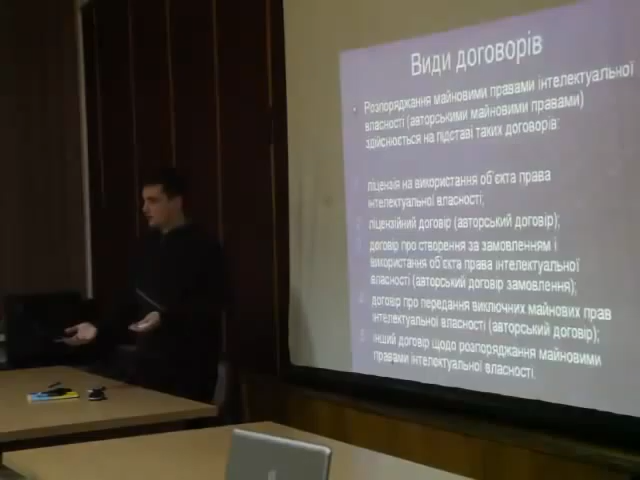 Види договорів
Розпоряджання майновими правами інтелектуальної
власності (авторськими майновими правами)
здійснюється на підставі таких договорів:
ліцензія на використання об'єкта права
інтелектуальної власності;
ліцензійний договір (авторський договір);
договір про створення за замовленням і
використання об'єкта права інтелектуальної
власності (авторський договір замовлення);
договір про передання виключних майнових прав
інтелектуальної власності (авторський договір);
інший договір щодо розпоряджання майновими
правами інтелектуальної власності.